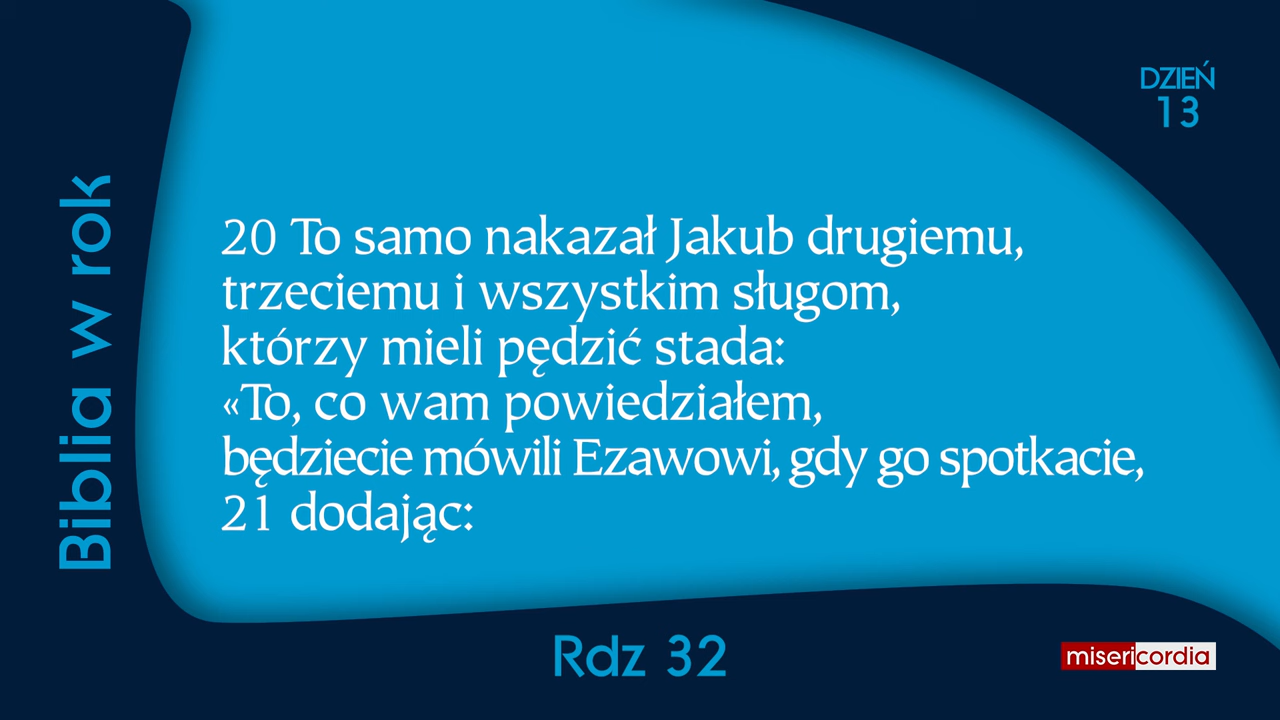 DZIEŃ
13
Biblia w rok
20 To samo nakazał Jakub drugiemu,
trzeciemu i wszystkim sługom,
którzy mieli pędzić stada:
«To, co wam powiedziałem,
będziecie mówili Ezawowi, gdy go spotkacie,
21 dodając:
Rdz 32
misericordia